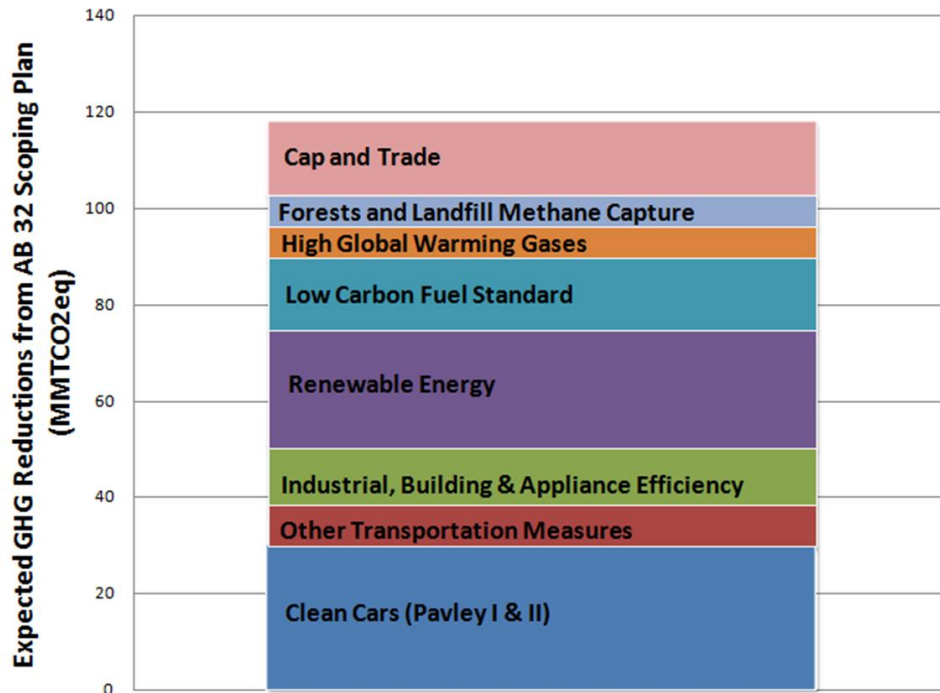 Expected GHG Reductions from AB 32 Scoping Plan
(MMTCO2eq)
140
120
100
80
60
40
20
0
Cap and Trade
Forests and Landfill Methane Capture
High Global Warming Gases
Low Carbon Fuel Standard
Renewable Energy
Industrial, Building & Appliance Efficiency
Other Transportation Measures
Clean Cars (Pavley I & II)